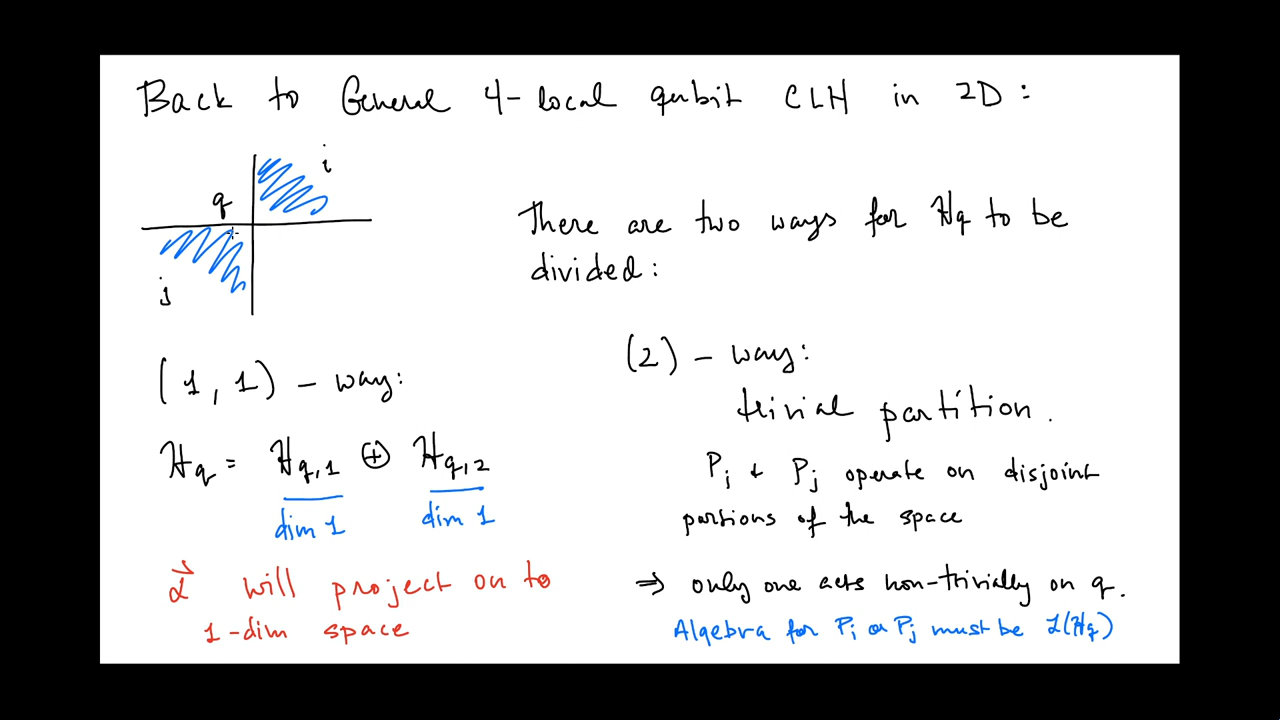 Back to General 4-local qubit CLH in 2D:
i
q
j
There are two ways for Hq to be
divided:
(1, 1) - way:
Hq = Hq,1 ⊕ Hq,2
dim 1 dim 1
α⃗ will project on to
1-dim space
(2) - way:
trivial partition.
Pi + Pj operate on disjoint
portions of the space
⇒ only one acts non-trivially on q.
Algebra for Pi or Pj must be L(Hq)